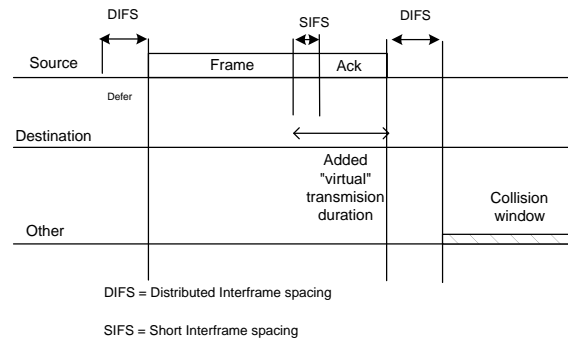 DIFS
SIFS
DIFS
Source
Frame
Ack
Defer
Destination
Added
"virtual"
transmision
duration
Collision
window
Other
DIFS = Distributed Interframe spacing
SIFS = Short Interframe spacing